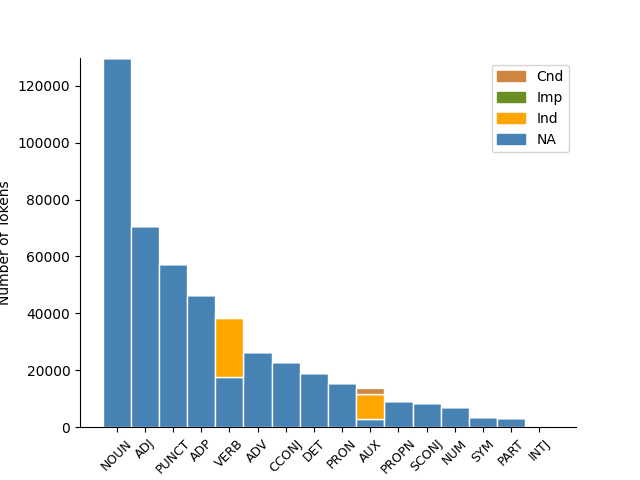 Number of Tokens
120000
100000
80000
60000
40000
20000
0
Cnd
Imp
Ind
NA
NOUN
ADJ
PUNCT
ADP
VERB
ADV
CCONJ
DET
PRON
AUX
PROPN
SCONJ
NUM
SYM
PART
INTJ